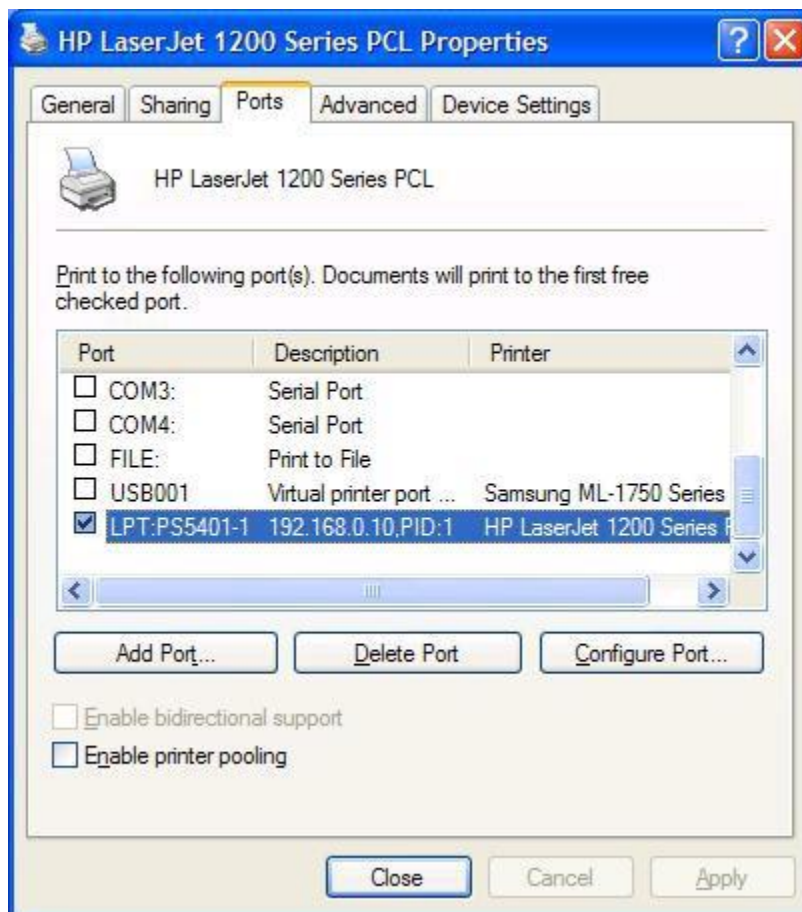 HP LaserJet 1200 Series PCL Properties
General Sharing Ports Advanced Device Settings
HP LaserJet 1200 Series PCL
Print to the following port(s). Documents will print to the first free
checked port.
Port Description Printer
COM3: Serial Port
COM4: Serial Port
FILE: Print to File
USB001 Virtual printer port ... Samsung ML-1750 Series
LPT:PS5401-1 192.168.0.10,PID:1 HP LaserJet 1200 Series
Add Port... Delete Port Configure Port...
Enable bidirectional support
Enable printer pooling
Close Cancel Apply